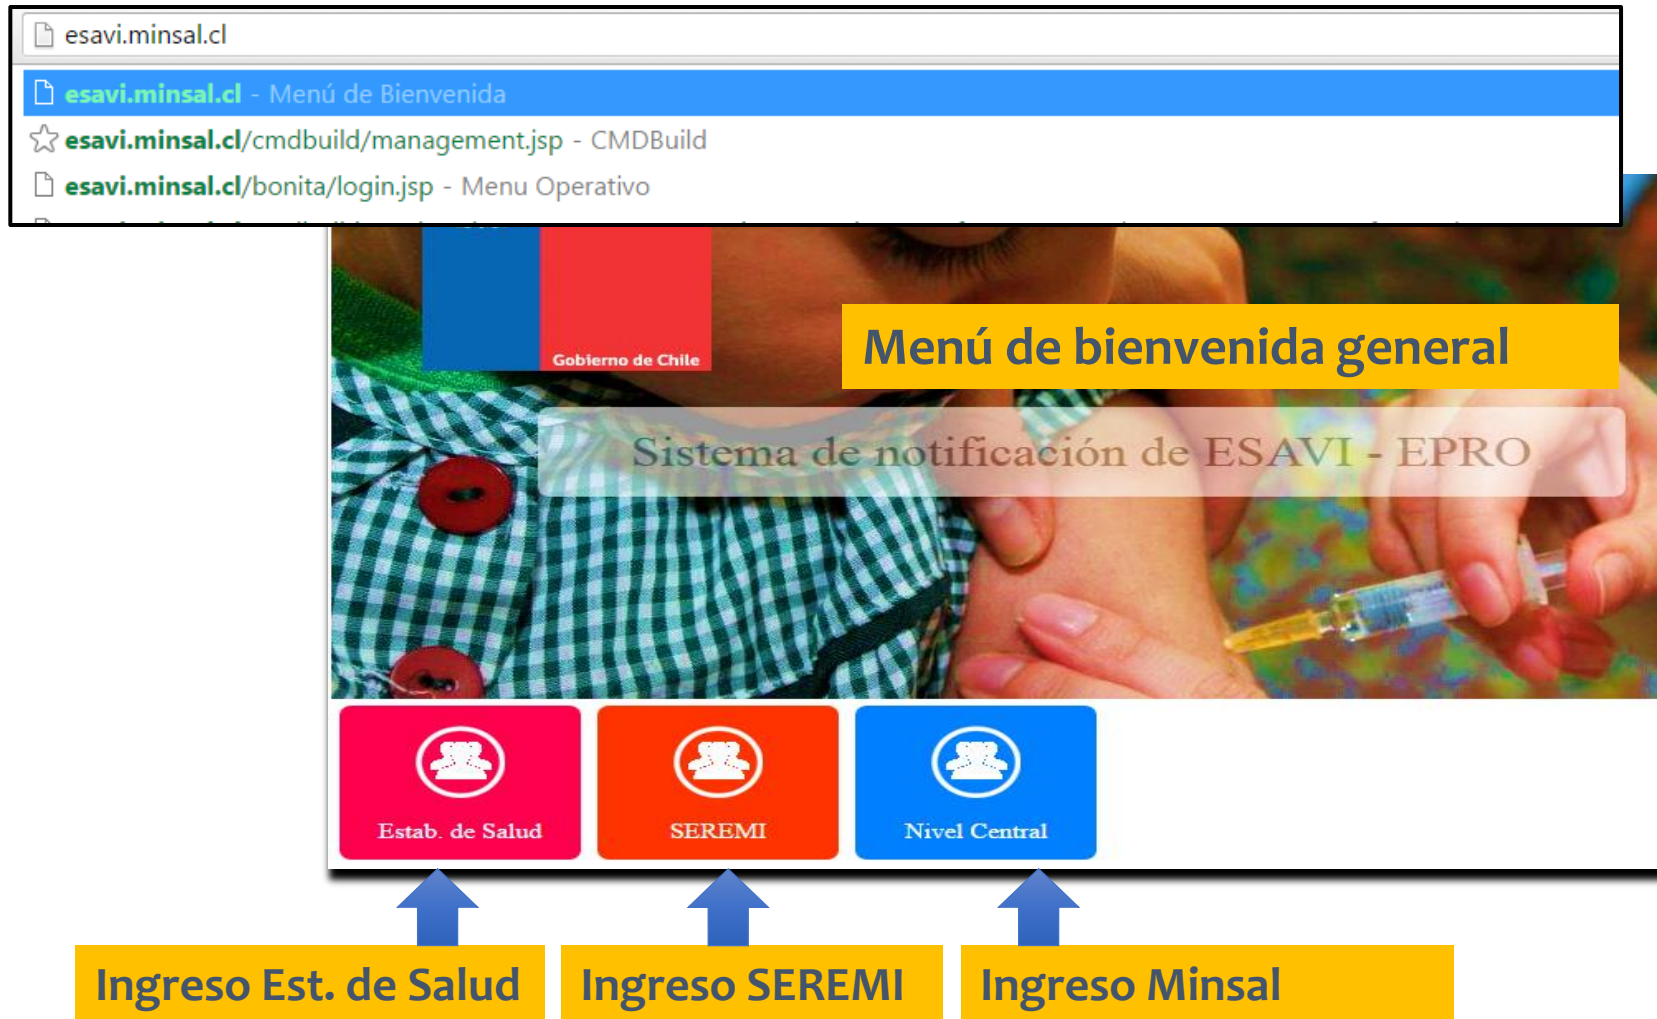 esavi.minsal.cl
esavi.minsal.cl - Menú de Bienvenida
esavi.minsal.cl/cmdbuild/management.jsp - CMDBuild
esavi.minsal.cl/bonita/login.jsp - Menu Operativo
Gobierno de Chile
Menú de bienvenida general
Sistema de notificación de ESAVI - EPRO
Estab. de Salud
SEREMI
Nivel Central
Ingreso Est. de Salud
Ingreso SEREMI
Ingreso Minsal